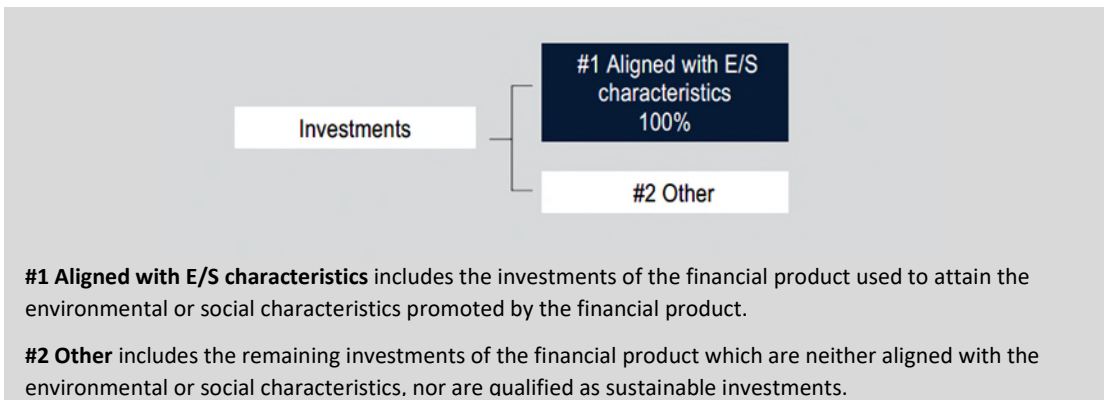 #1 Aligned with E/S
characteristics
100%
Investments
#2 Other
#1 Aligned with E/S characteristics includes the investments of the financial product used to attain the
environmental or social characteristics promoted by the financial product.
#2 Other includes the remaining investments of the financial product which are neither aligned with the
environmental or social characteristics, nor are qualified as sustainable investments.